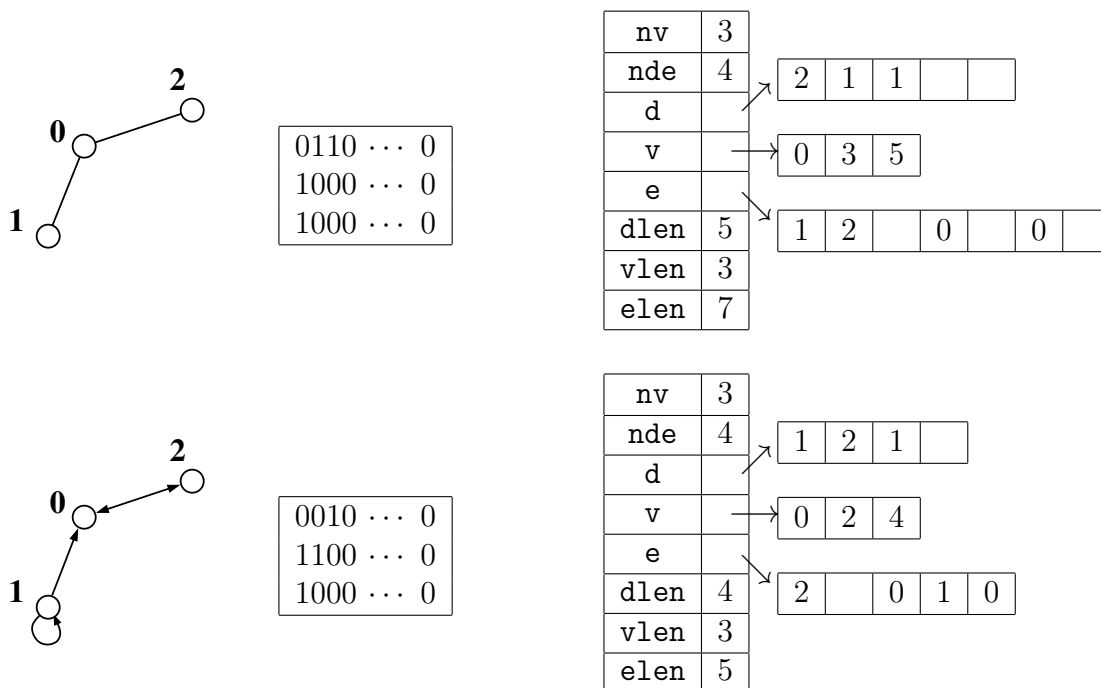 2
0
1
0110 ⋯ 0
1000 ⋯ 0
1000 ⋯ 0
nv 3
nde 4
d
v
e
dlen 5
vlen 3
elen 7
2 1 1
0 3 5
1 2 0 0
2
0
1
0010 ⋯ 0
1100 ⋯ 0
1000 ⋯ 0
nv 3
nde 4
d
v
e
dlen 4
vlen 3
elen 5
1 2 1
0 2 4
2 0 1 0